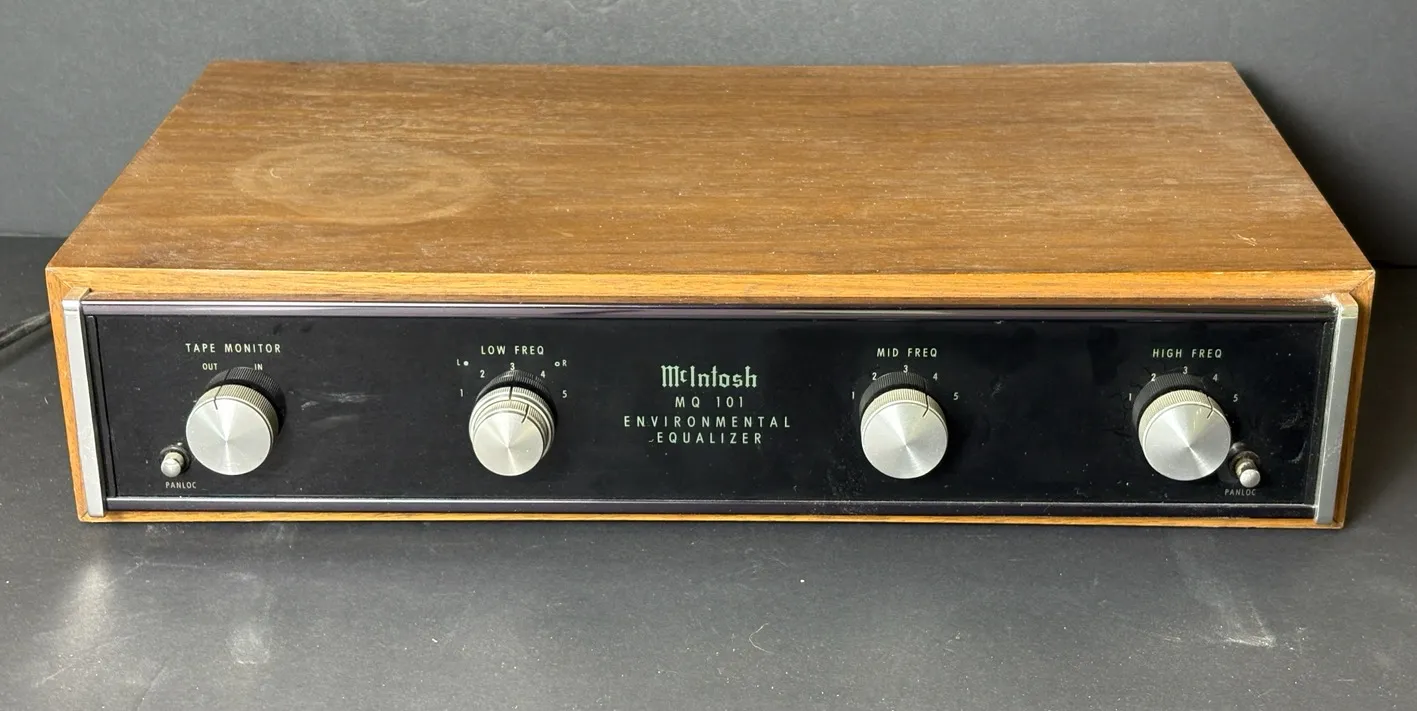 TAPE MONITOR
OUT IN
PANLOC
LOW FREQ
L R
1 2 3 4 5
McIntosh
MQ 101
ENVIRONMENTAL
EQUALIZER
MID FREQ
1 2 3 4 5
HIGH FREQ
1 2 3 4 5
PANLOC